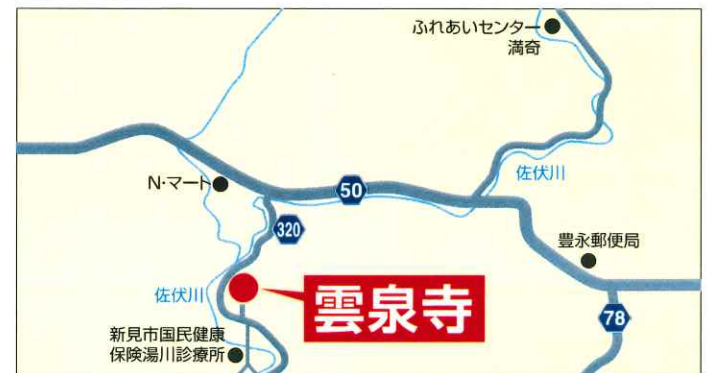 ふれあいセンター
満奇
佐伏川
N・マート
50
320
豊永郵便局
佐伏川
雲泉寺
78
新見市国民健康
保険湯川診療所